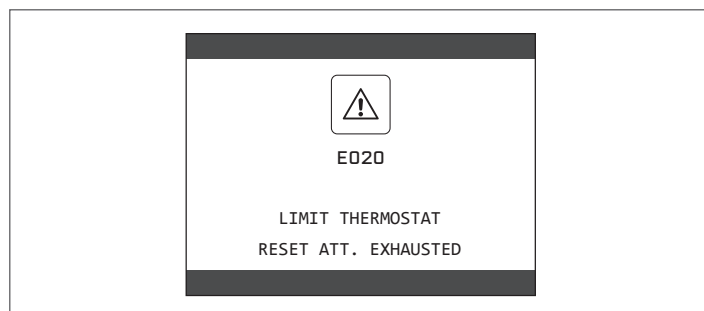 E020
LIMIT THERMOSTAT
RESET ATT. EXHAUSTED